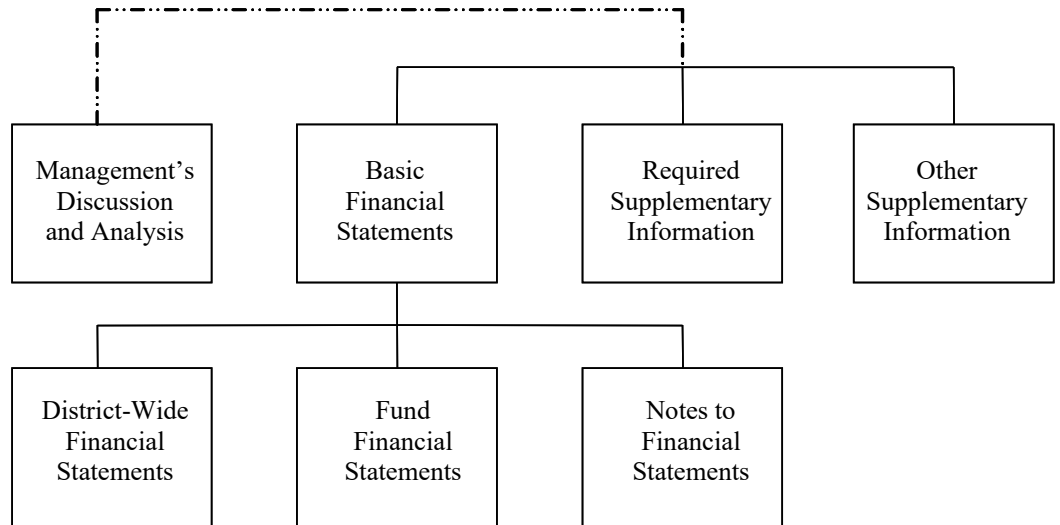 Management’s
Discussion
and Analysis
Basic
Financial
Statements
Required
Supplementary
Information
Other
Supplementary
Information
District-Wide
Financial
Statements
Fund
Financial
Statements
Notes to
Financial
Statements